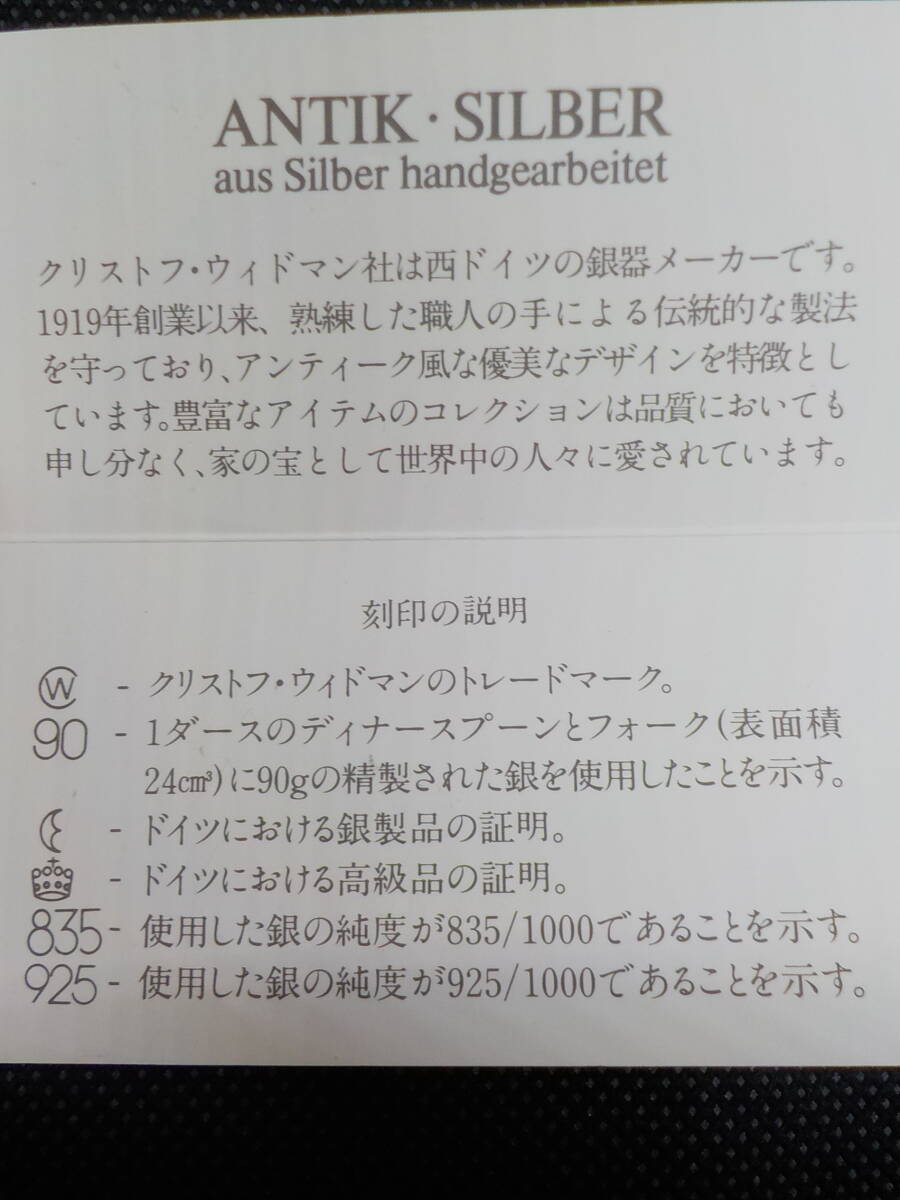 ANTIK・SILBER
aus Silber handgearbeitet
クリストフ・ウィドマン社は西ドイツの銀器メーカーです。
1919年創業以来、熟練した職人の手による伝統的な製法
を守っており、アンティーク風な優美なデザインを特徴とし
ています。豊富なアイテムのコレクションは品質においても
申し分なく、家の宝として世界中の人々に愛されています。
刻印の説明
W - クリストフ・ウィドマンのトレードマーク。
90 - 1ダースのディナースプーンとフォーク(表面積
24cm³)に90gの精製された銀を使用したことを示す。
- ドイツにおける銀製品の証明。
- ドイツにおける高級品の証明。
835 - 使用した銀の純度が835/1000であることを示す。
925 - 使用した銀の純度が925/1000であることを示す。